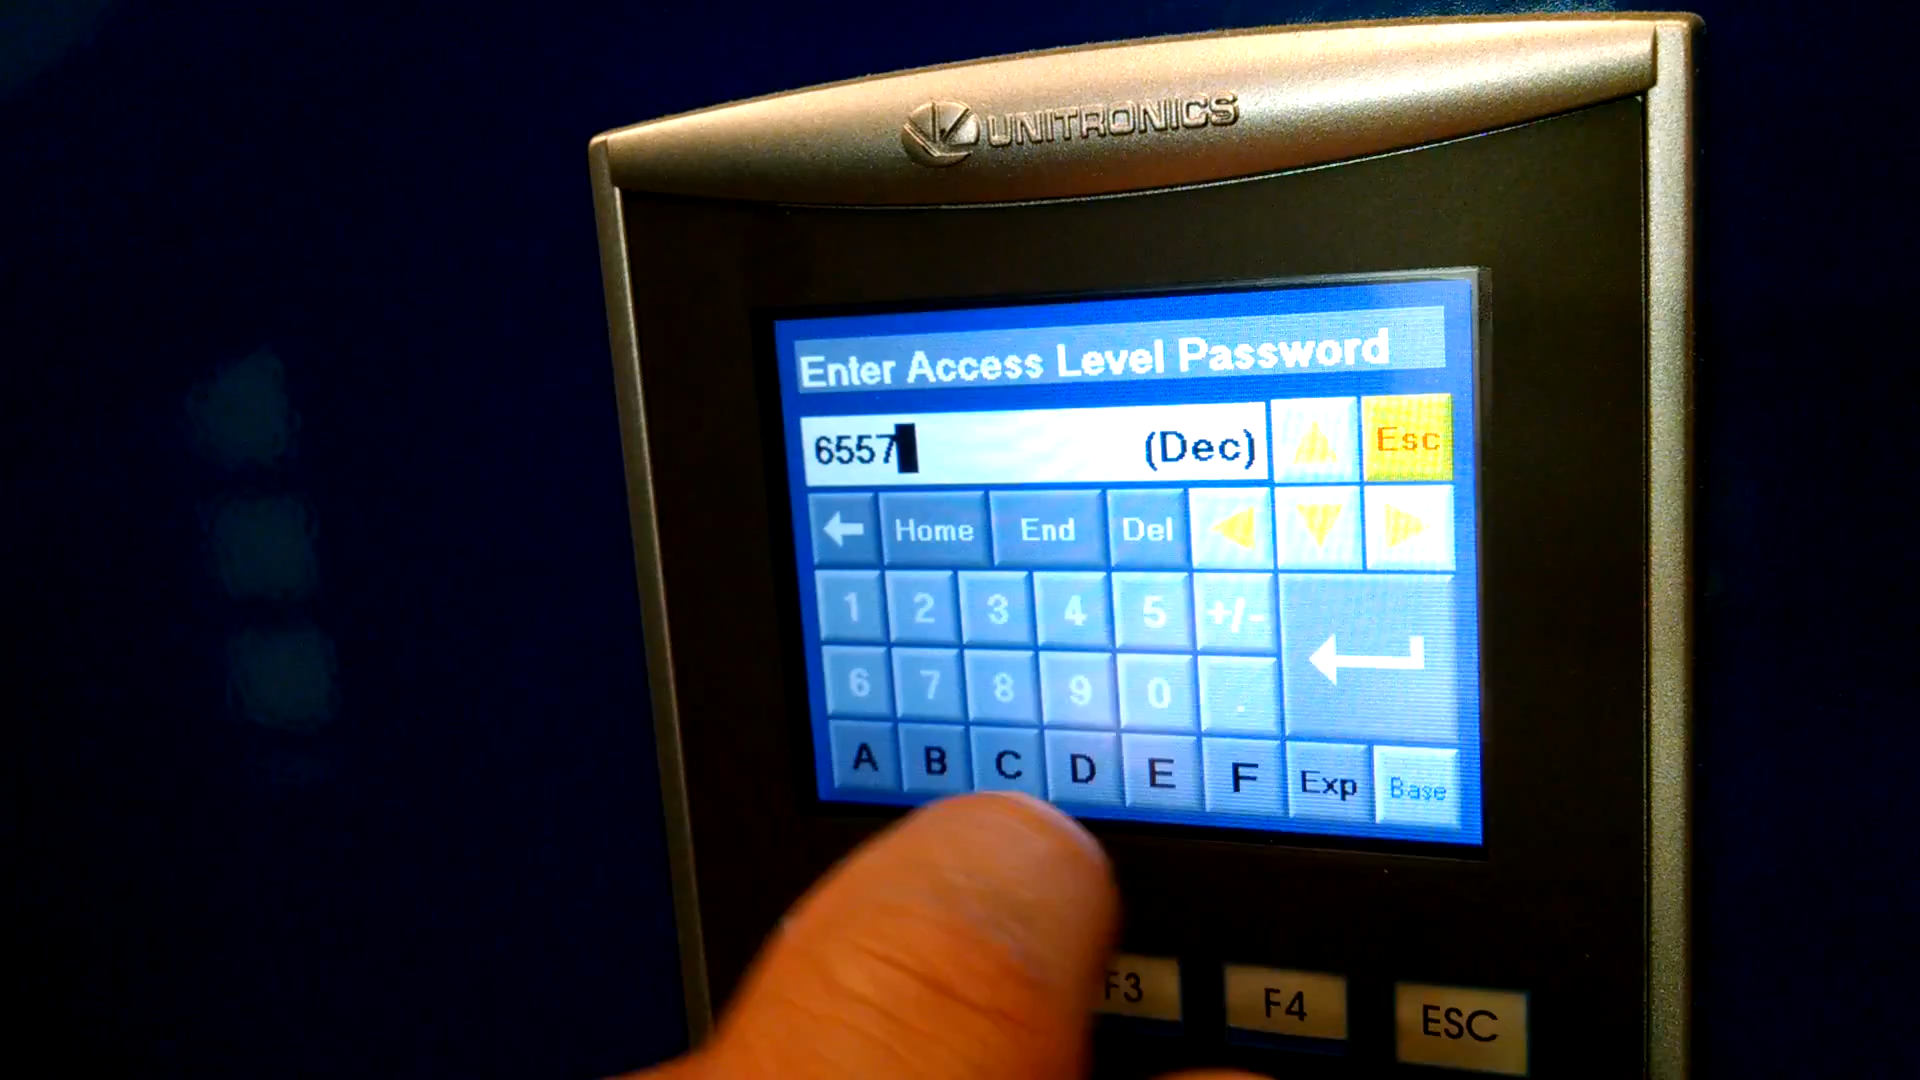 UNITRONICS
Enter Access Level Password
6557 (Dec) Esc
Home End Del
1 2 3 4 5 +/-
6 7 8 9 0 .
A B C D E F Exp Base
F3 F4 ESC